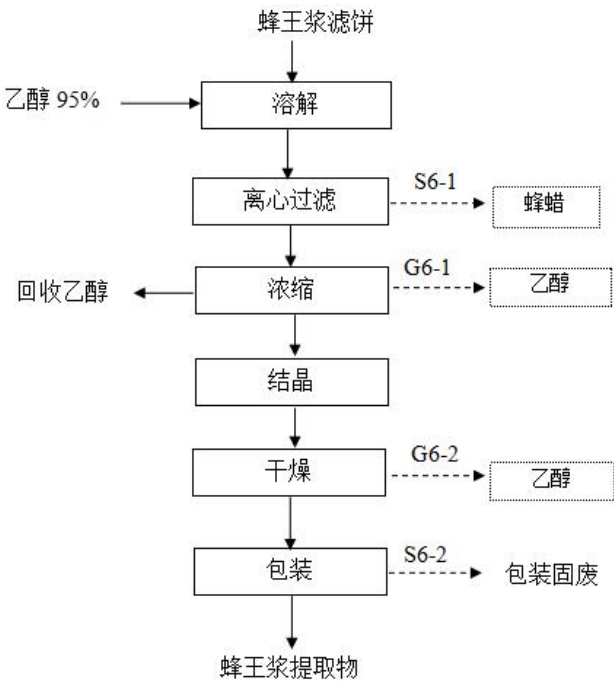 蜂王浆滤饼
乙醇 95%
溶解
离心过滤
S6-1
蜂蜡
回收乙醇
浓缩
G6-1
乙醇
结晶
干燥
G6-2
乙醇
包装
S6-2
包装固废
蜂王浆提取物